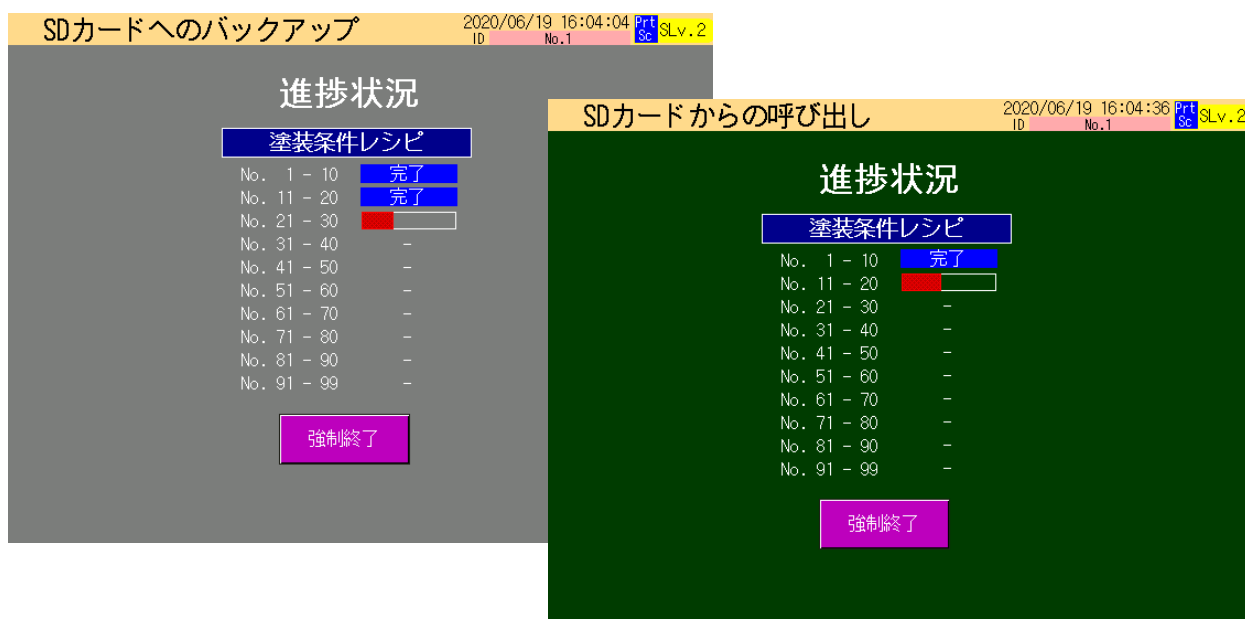 SDカードへのバックアップ 2020/06/19 16:04:04 Prt Sc SLv.2
ID No.1
進捗状況
塗装条件レシピ
No. 1 - 10 完了
No. 11 - 20 完了
No. 21 - 30
No. 31 - 40 -
No. 41 - 50 -
No. 51 - 60 -
No. 61 - 70 -
No. 71 - 80 -
No. 81 - 90 -
No. 91 - 99 -
強制終了
SDカードからの呼び出し 2020/06/19 16:04:36 Prt Sc SLv.2
ID No.1
進捗状況
塗装条件レシピ
No. 1 - 10 完了
No. 11 - 20
No. 21 - 30 -
No. 31 - 40 -
No. 41 - 50 -
No. 51 - 60 -
No. 61 - 70 -
No. 71 - 80 -
No. 81 - 90 -
No. 91 - 99 -
強制終了